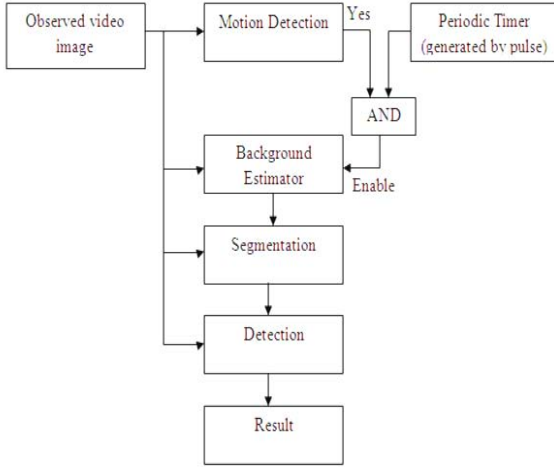 Observed video
image
Motion Detection
Yes
Periodic Timer
(generated by pulse)
AND
Background
Estimator
Enable
Segmentation
Detection
Result